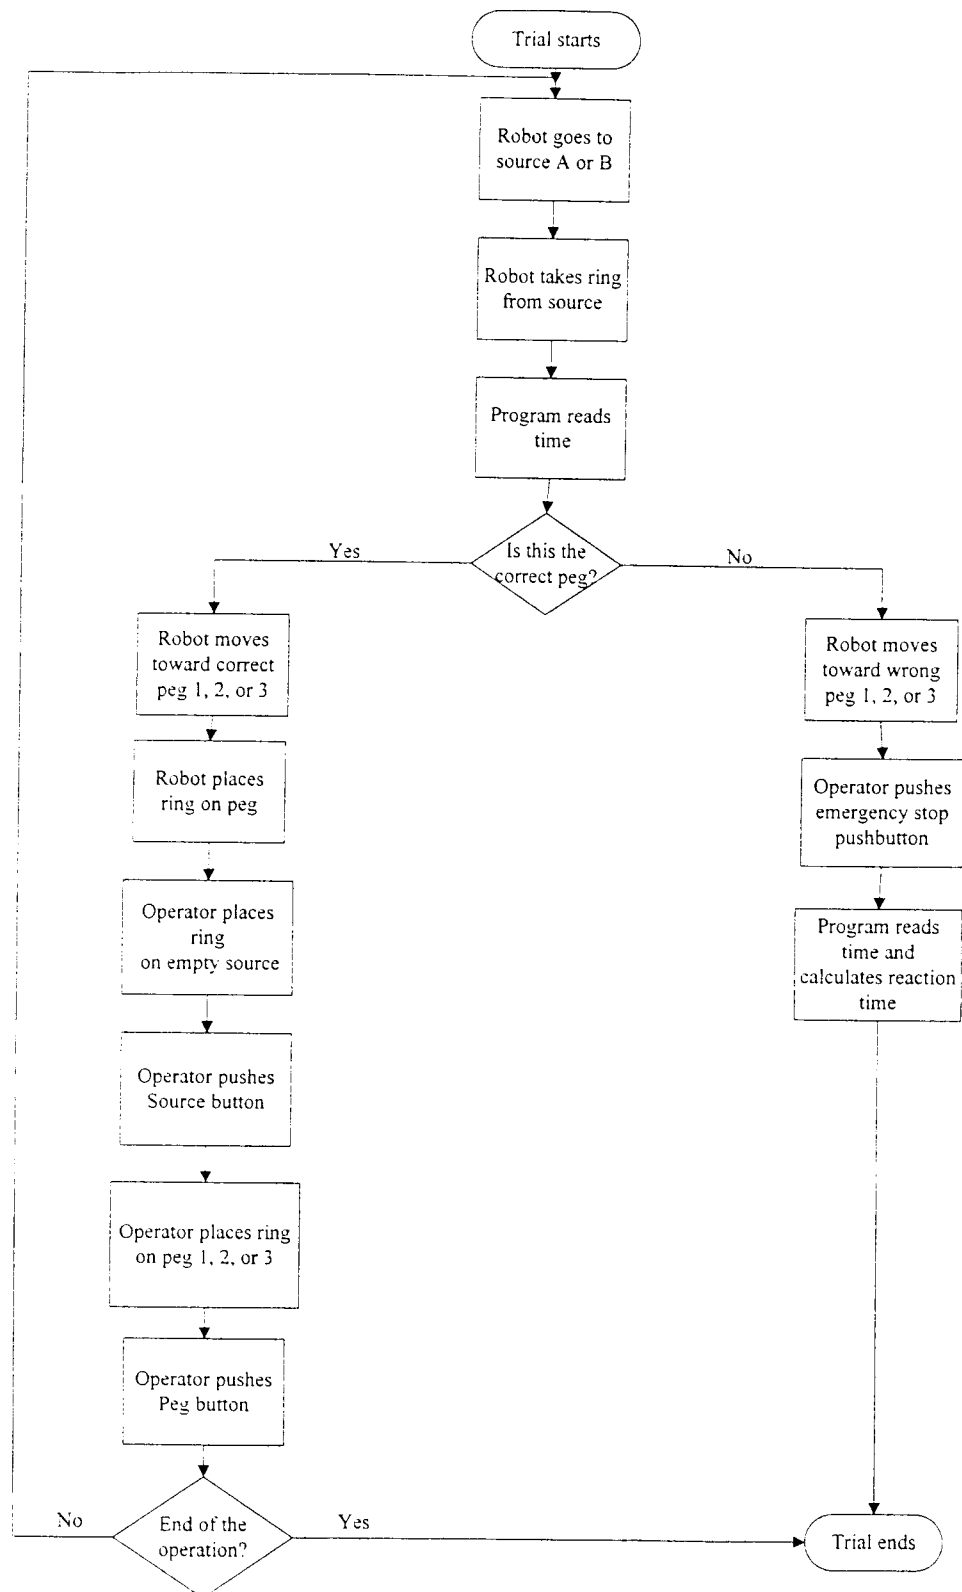 Trial starts
Robot goes to
source A or B
Robot takes ring
from source
Program reads
time
Is this the
correct peg?
Yes
No
Robot moves
toward correct
peg 1, 2, or 3
Robot places
ring on peg
Operator places
ring
on empty source
Operator pushes
Source button
Operator places ring
on peg 1, 2, or 3
Operator pushes
Peg button
End of the
operation?
No
Yes
Robot moves
toward wrong
peg 1, 2, or 3
Operator pushes
emergency stop
pushbutton
Program reads
time and
calculates reaction
time
Trial ends